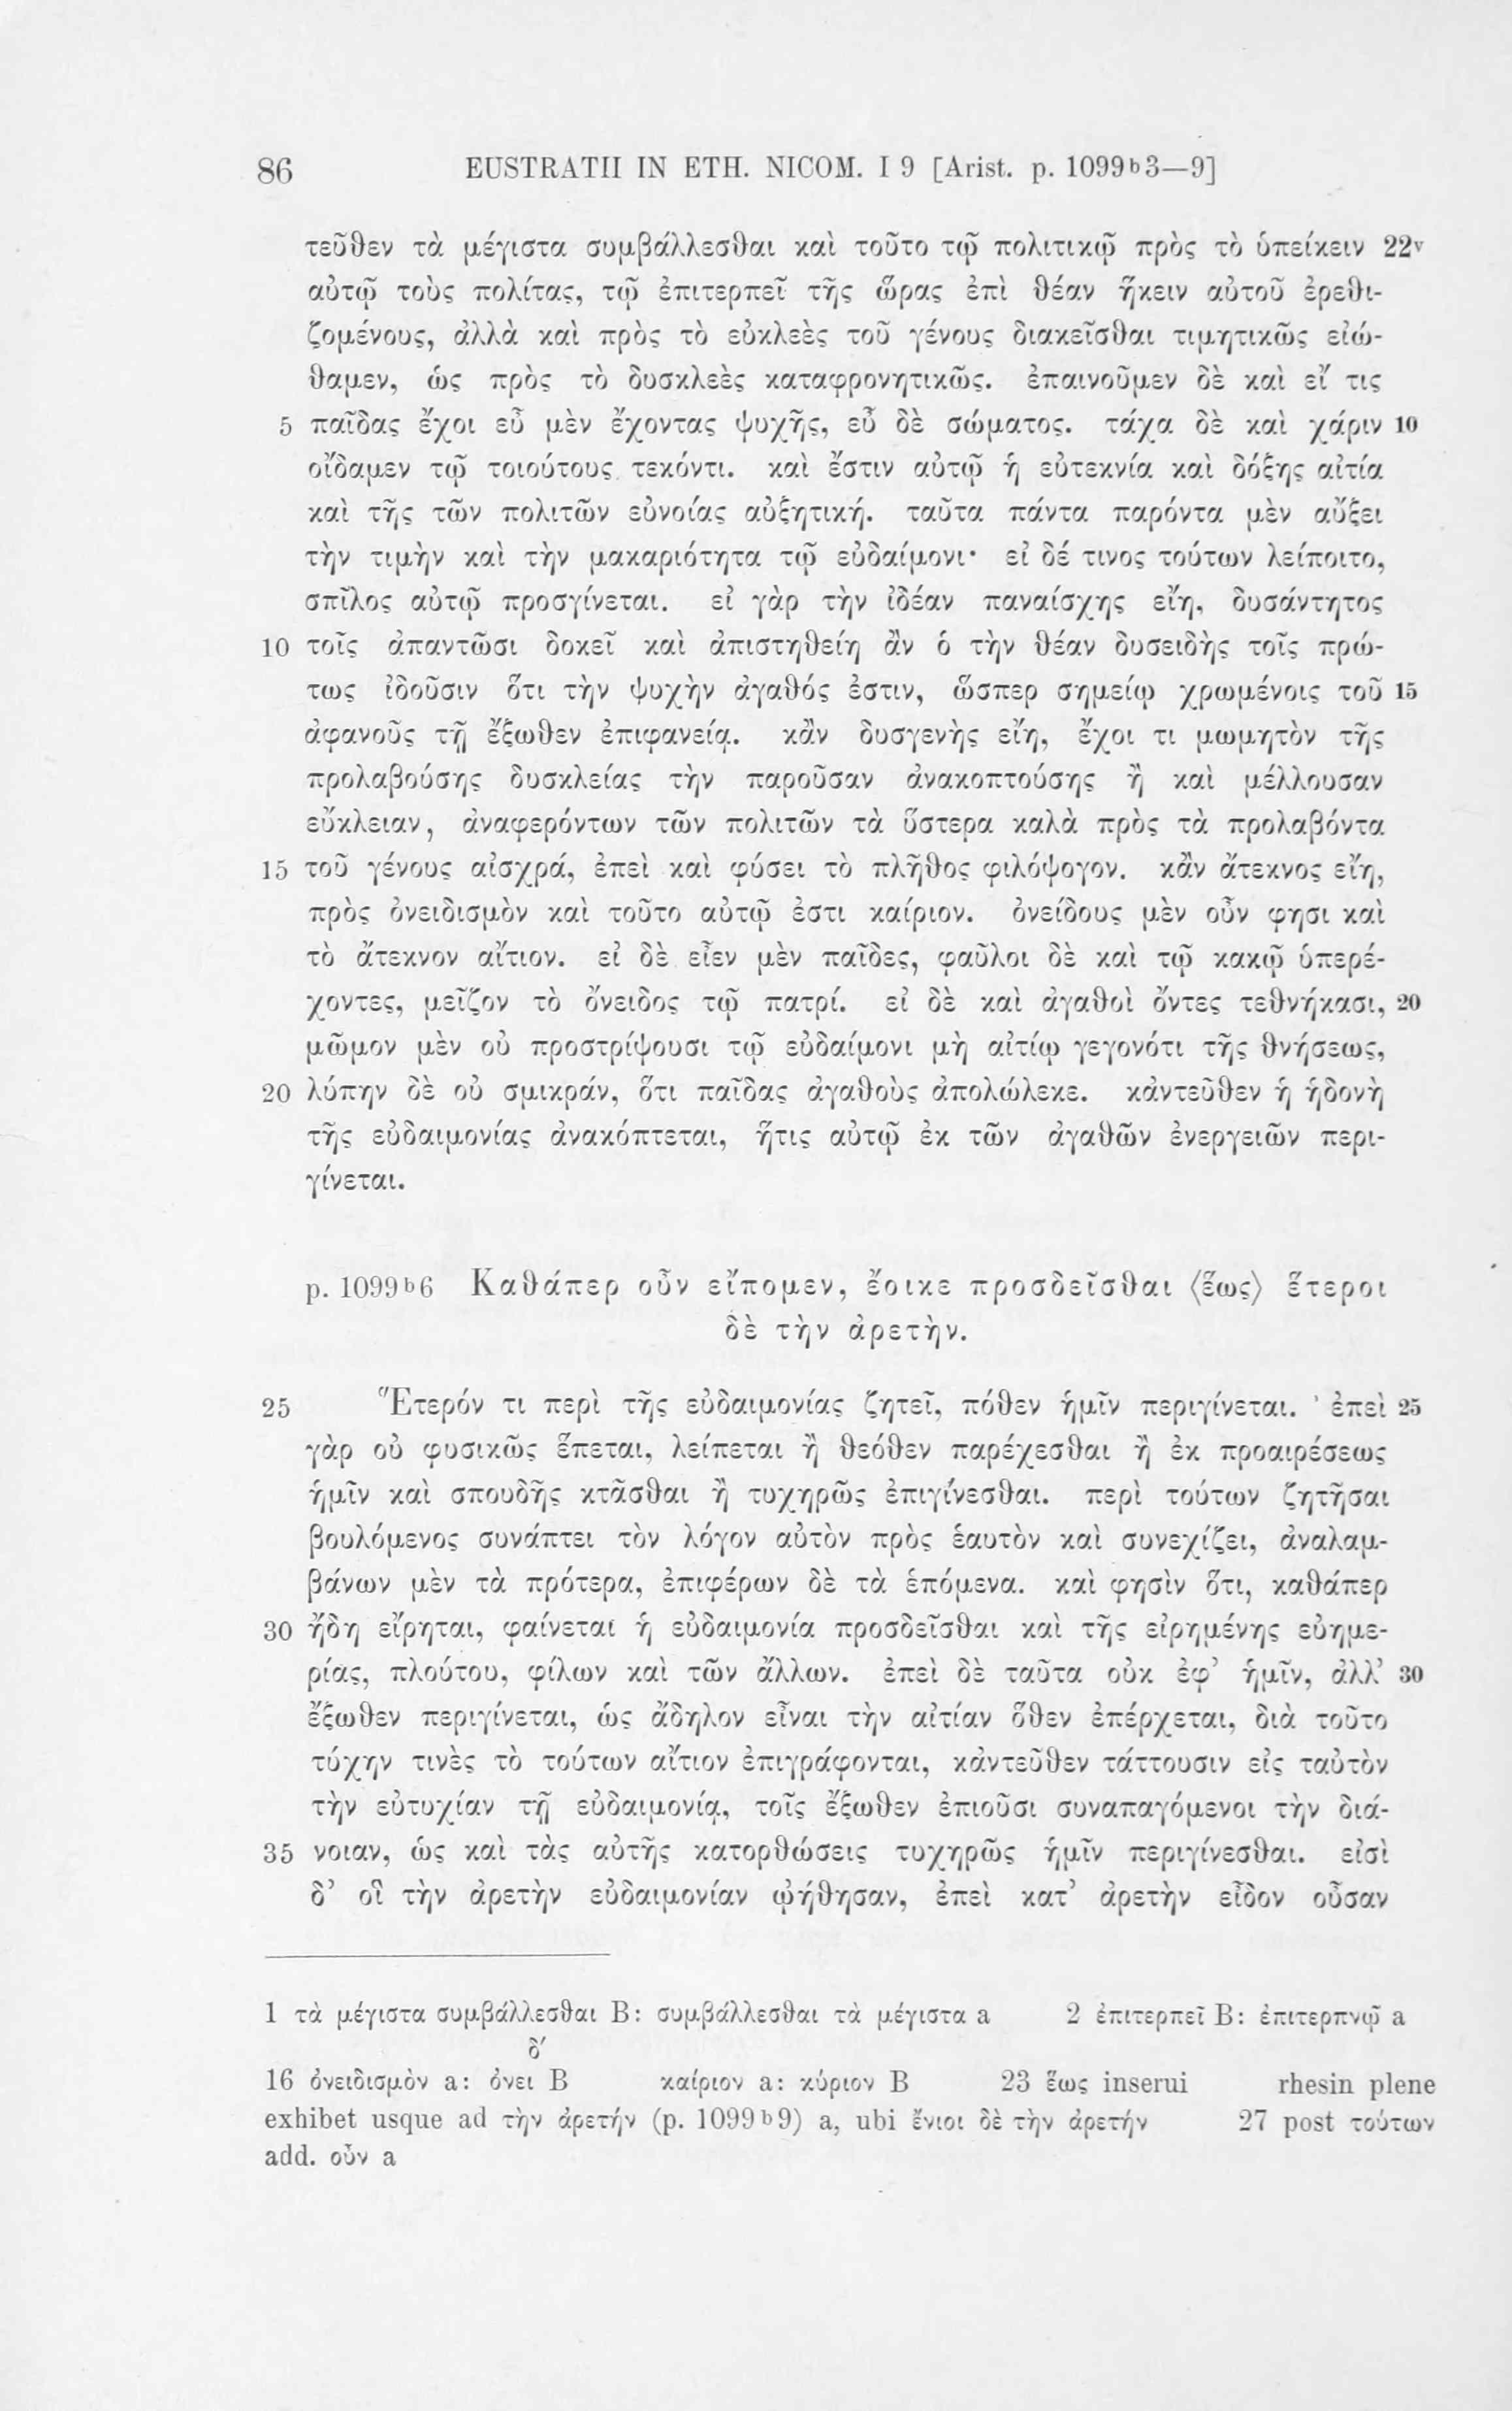 86 EUSTRATII IN ETH. NICOM. I 9 [Arist. p. 1099b3—9]
τεῦθεν τὰ μέγιστα συμβάλλεσθαι καὶ τοῦτο τῷ πολιτικῷ πρὸς τὸ ὑπείκειν 22v
αὐτῷ τοὺς πολίτας, τῷ ἐπιτερπεῖ τῆς ὥρας ἐπὶ θέαν ἥκειν αὐτοῦ ἐρεθι-
ζομένους, ἀλλὰ καὶ πρὸς τὸ εὐκλεὲς τοῦ γένους διακεῖσθαι τιμητικῶς εἰώ-
θαμεν, ὡς πρὸς τὸ δυσκλεὲς καταφρονητικῶς. ἐπαινοῦμεν δὲ καὶ εἴ τις
5 παῖδας ἔχοι εὖ μὲν ἔχοντας ψυχῆς, εὖ δὲ σώματος. τάχα δὲ καὶ χάριν 10
οἴδαμεν τῷ τοιούτους τεκόντι. καὶ ἔστιν αὐτῷ ἡ εὐτεκνία καὶ δόξης αἰτία
καὶ τῆς τῶν πολιτῶν εὐνοίας αὐξητική. ταῦτα πάντα παρόντα μὲν αὔξει
τὴν τιμὴν καὶ τὴν μακαριότητα τῷ εὐδαίμονι· εἰ δέ τινος τούτων λείποιτο,
σπῖλος αὐτῷ προσγίνεται. εἰ γὰρ τὴν ἰδέαν παναίσχης εἴη, δυσάντητος
10 τοῖς ἀπαντῶσι δοκεῖ καὶ ἀπιστηθείη ἂν ὁ τὴν θέαν δυσειδὴς τοῖς πρώ-
τως ἰδοῦσιν ὅτι τὴν ψυχὴν ἀγαθός ἐστιν, ὥσπερ σημείῳ χρωμένοις τοῦ 15
ἀφανοῦς τῇ ἔξωθεν ἐπιφανείᾳ. κἂν δυσγενὴς εἴη, ἔχοι τι μωμητὸν τῆς
προλαβούσης δυσκλείας τὴν παροῦσαν ἀνακοπτούσης ἢ καὶ μέλλουσαν
εὔκλειαν, ἀναφερόντων τῶν πολιτῶν τὰ ὕστερα καλὰ πρὸς τὰ προλαβόντα
15 τοῦ γένους αἰσχρά, ἐπεὶ καὶ φύσει τὸ πλῆθος φιλόψογον. κἂν ἄτεκνος εἴη,
πρὸς ὀνειδισμὸν καὶ τοῦτο αὐτῷ ἐστι καίριον. ὀνείδους μὲν οὖν φησι καὶ
τὸ ἄτεκνον αἴτιον. εἰ δὲ εἶεν μὲν παῖδες, φαῦλοι δὲ καὶ τῷ κακῷ ὑπερέ-
χοντες, μεῖζον τὸ ὄνειδος τῷ πατρί. εἰ δὲ καὶ ἀγαθοὶ ὄντες τεθνήκασι, 20
μῶμον μὲν οὐ προστρίψουσι τῷ εὐδαίμονι μὴ αἰτίῳ γεγονότι τῆς θνήσεως,
20 λύπην δὲ οὐ σμικράν, ὅτι παῖδας ἀγαθοὺς ἀπολώλεκε. κἀντεῦθεν ἡ ἡδονὴ
τῆς εὐδαιμονίας ἀνακόπτεται, ἥτις αὐτῷ ἐκ τῶν ἀγαθῶν ἐνεργειῶν περι-
γίνεται.
p. 1099b6 Καθάπερ οὖν εἴπομεν, ἔοικε προσδεῖσθαι ⟨ἕως⟩ ἕτεροι
δὲ τὴν ἀρετὴν.
25 Ἕτερόν τι περὶ τῆς εὐδαιμονίας ζητεῖ, πόθεν ἡμῖν περιγίνεται. ἐπεὶ 25
γὰρ οὐ φυσικῶς ἕπεται, λείπεται ἢ θεόθεν παρέχεσθαι ἢ ἐκ προαιρέσεως
ἡμῖν καὶ σπουδῆς κτᾶσθαι ἢ τυχηρῶς ἐπιγίνεσθαι. περὶ τούτων ζητῆσαι
βουλόμενος συνάπτει τὸν λόγον αὐτὸν πρὸς ἑαυτὸν καὶ συνεχίζει, ἀναλαμ-
βάνων μὲν τὰ πρότερα, ἐπιφέρων δὲ τὰ ἑπόμενα. καὶ φησὶν ὅτι, καθάπερ
30 ἤδη εἴρηται, φαίνεται ἡ εὐδαιμονία προσδεῖσθαι καὶ τῆς εἰρημένης εὐημε-
ρίας, πλούτου, φίλων καὶ τῶν ἄλλων. ἐπεὶ δὲ ταῦτα οὐκ ἐφ’ ἡμῖν, ἀλλ’ 30
ἔξωθεν περιγίνεται, ὡς ἄδηλον εἶναι τὴν αἰτίαν ὅθεν ἐπέρχεται, διὰ τοῦτο
τύχην τινὲς τὸ τούτων αἴτιον ἐπιγράφονται, κἀντεῦθεν τάττουσιν εἰς ταὐτὸν
τὴν εὐτυχίαν τῇ εὐδαιμονίᾳ, τοῖς ἔξωθεν ἐπιοῦσι συναπαγόμενοι τὴν διά-
35 νοιαν, ὡς καὶ τὰς αὐτῆς κατορθώσεις τυχηρῶς ἡμῖν περιγίνεσθαι. εἰσὶ
δ’ οἳ τὴν ἀρετὴν εὐδαιμονίαν ᾠήθησαν, ἐπεὶ κατ’ ἀρετὴν εἶδον οὖσαν
1 τὰ μέγιστα συμβάλλεσθαι B: συμβάλλεσθαι τὰ μέγιστα a 2 ἐπιτερπεῖ B: ἐπιτερπνῷ a
δ′
16 ὀνειδισμὸν a: ὀνει B καίριον a: κύριον B 23 ἕως inserui rhesin plene
exhibet usque ad τὴν ἀρετήν (p. 1099b9) a, ubi ἔνιοι δὲ τὴν ἀρετήν 27 post τούτων
add. οὖν a